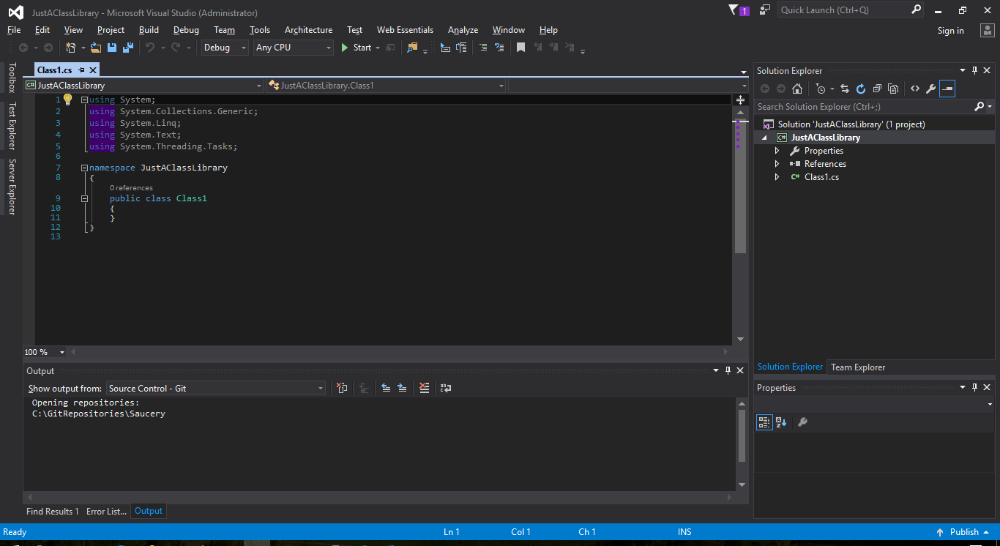 JustAClassLibrary - Microsoft Visual Studio (Administrator)
1
Quick Launch (Ctrl+Q)
File Edit View Project Build Debug Team Tools Architecture Test Web Essentials Analyze Window Help
Sign in
Debug Any CPU Start
Toolbox
Test Explorer
Server Explorer
Class1.cs
C# JustAClassLibrary JustAClassLibrary.Class1
1 using System;
2 using System.Collections.Generic;
3 using System.Linq;
4 using System.Text;
5 using System.Threading.Tasks;
6
7 namespace JustAClassLibrary
8 {
0 references
9 public class Class1
10 {
11 }
12 }
13
100 %
Output
Show output from: Source Control - Git
Opening repositories:
C:\GitRepositories\Saucery
Find Results 1 Error List... Output
Solution Explorer
Search Solution Explorer (Ctrl+;)
Solution 'JustAClassLibrary' (1 project)
C# JustAClassLibrary
Properties
References
C# Class1.cs
Solution Explorer Team Explorer
Properties
Ready Ln 1 Col 1 Ch 1 INS Publish